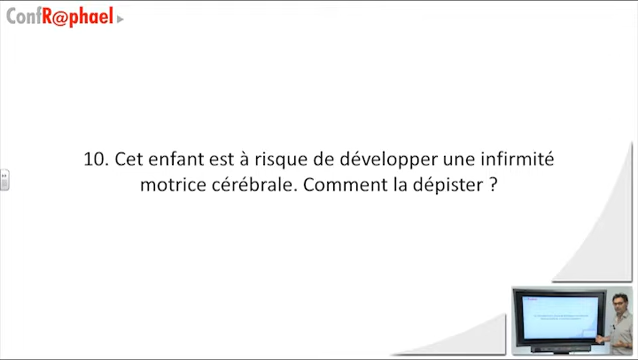 ConfR@phael
10. Cet enfant est à risque de développer une infirmité
motrice cérébrale. Comment la dépister ?